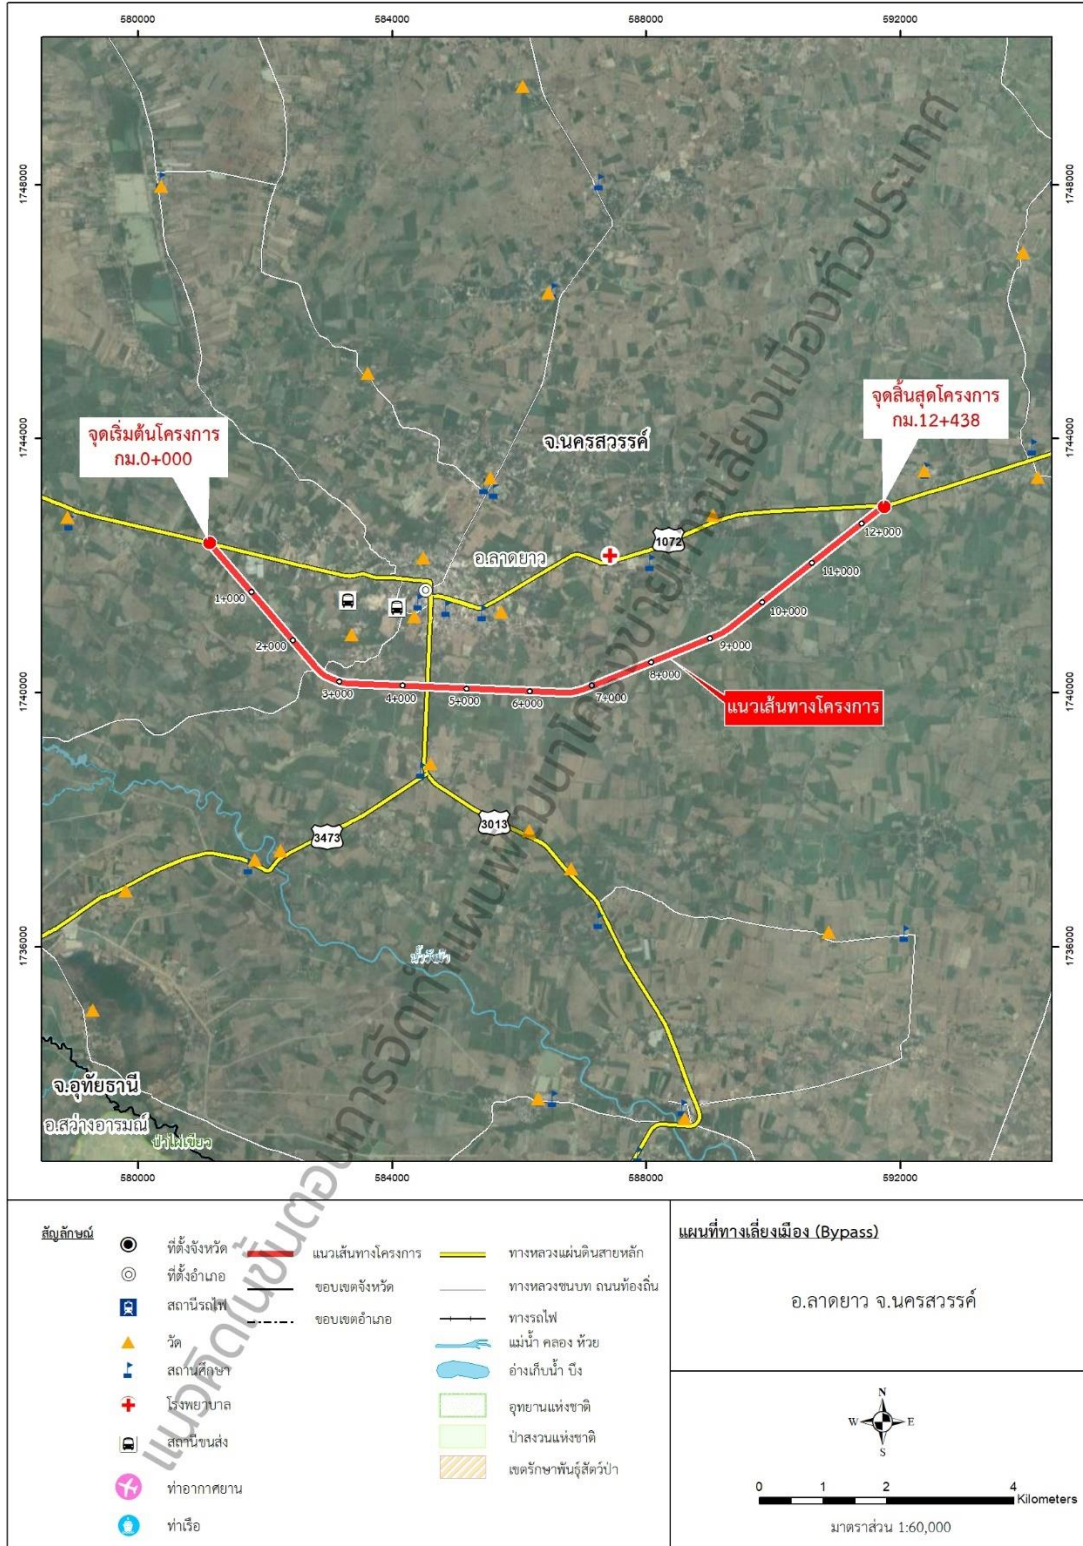 580000 584000 588000 592000
1748000 1748000
1744000 1744000
1740000 1740000
1736000 1736000
จุดเริ่มต้นโครงการ
กม.0+000
จุดสิ้นสุดโครงการ
กม.12+438
จ.นครสวรรค์
อ.ลาดยาว
1072
1+000
2+000
3+000
4+000
5+000
6+000
7+000
8+000
9+000
10+000
11+000
12+000
แนวเส้นทางโครงการ
3473
3013
จ.อุทัยธานี
อ.สว่างอารมณ์
ป่าไผ่เขียว
580000 584000 588000 592000
แนวคิดในขั้นตอนการจัดทำแผนพัฒนาโครงข่ายทางเลี่ยงเมืองทั่วประเทศ
สัญลักษณ์
ที่ตั้งจังหวัด
ที่ตั้งอำเภอ
สถานีรถไฟ
วัด
สถานศึกษา
โรงพยาบาล
สถานีขนส่ง
ท่าอากาศยาน
ท่าเรือ
แนวเส้นทางโครงการ
ขอบเขตจังหวัด
ขอบเขตอำเภอ
ทางหลวงแผ่นดินสายหลัก
ทางหลวงชนบท ถนนท้องถิ่น
ทางรถไฟ
แม่น้ำ คลอง ห้วย
อ่างเก็บน้ำ บึง
อุทยานแห่งชาติ
ป่าสงวนแห่งชาติ
เขตรักษาพันธุ์สัตว์ป่า
แผนที่ทางเลี่ยงเมือง (Bypass)
อ.ลาดยาว จ.นครสวรรค์
N
W E
S
0 1 2 4
Kilometers
มาตราส่วน 1:60,000